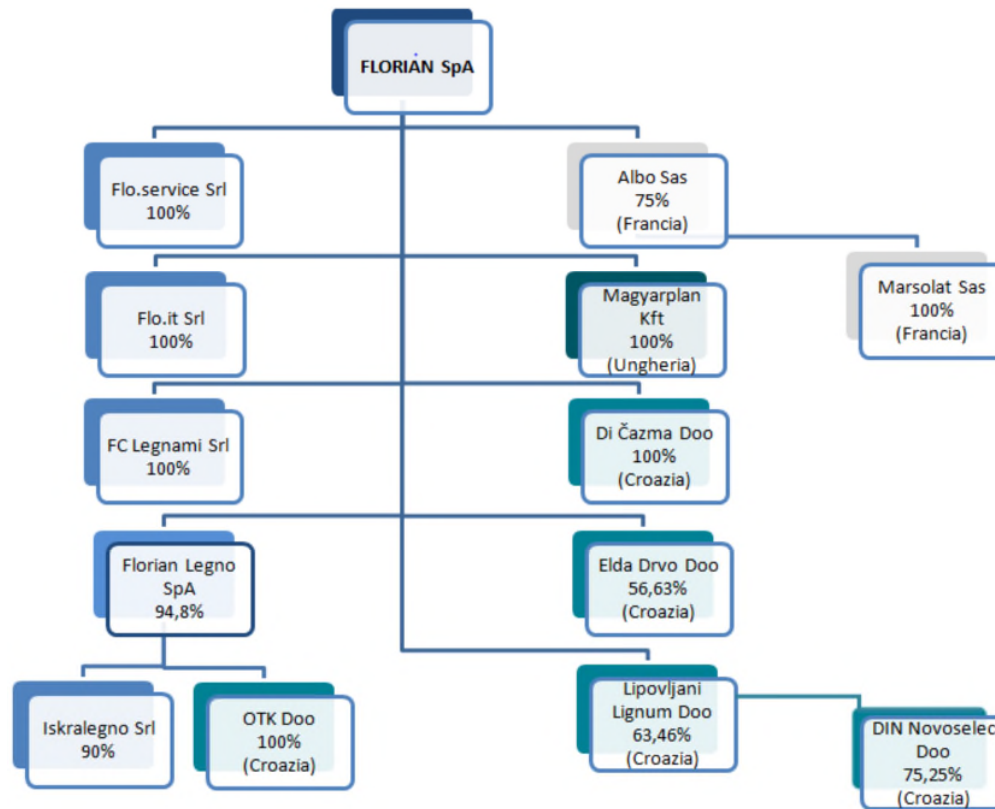 FLORIAN SpA
Flo.service Srl
100%
Albo Sas
75%
(Francia)
Marsolat Sas
100%
(Francia)
Flo.it Srl
100%
Magyarplan
Kft
100%
(Ungheria)
FC Legnami Srl
100%
Di Čazma Doo
100%
(Croazia)
Florian Legno
SpA
94,8%
Elda Drvo Doo
56,63%
(Croazia)
Iskralegno Srl
90%
OTK Doo
100%
(Croazia)
Lipovljani
Lignum Doo
63,46%
(Croazia)
DIN Novoselec
Doo
75,25%
(Croazia)